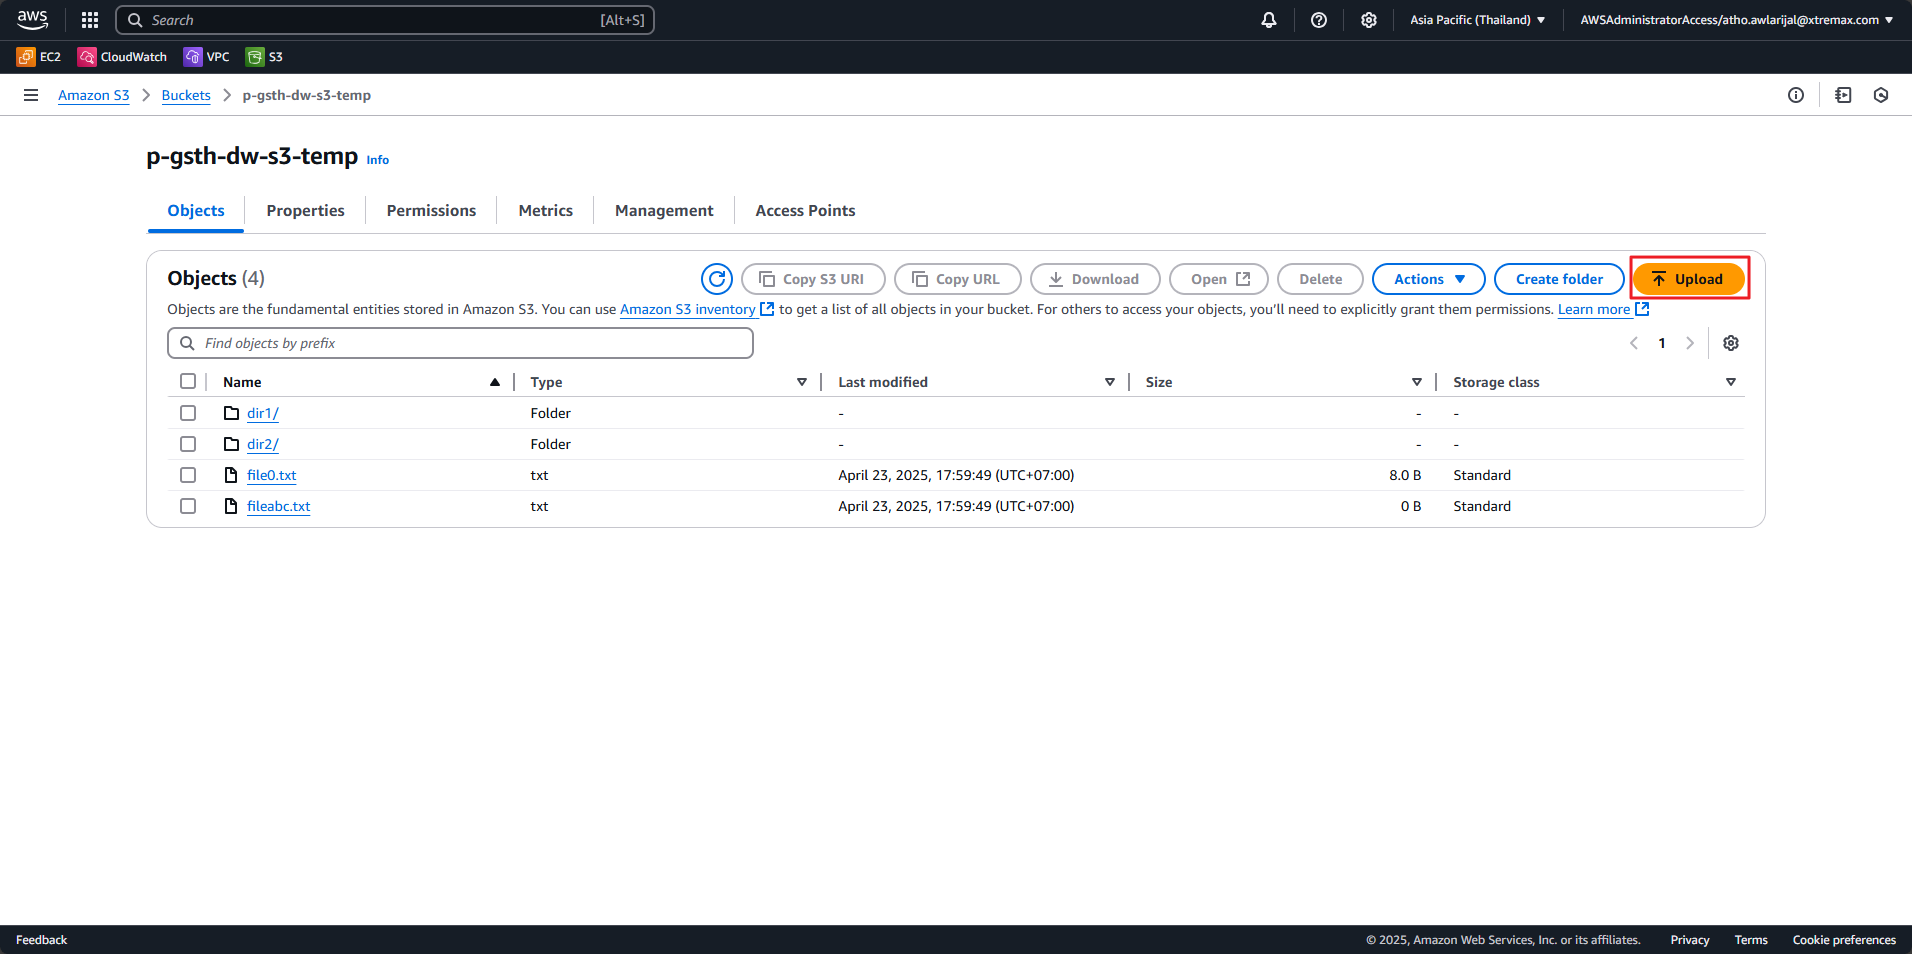 aws Search [Alt+S] Asia Pacific (Thailand) AWSAdministratorAccess/atho.awlarijal@xtremax.com
EC2 CloudWatch VPC S3
Amazon S3 Buckets p-gsth-dw-s3-temp
p-gsth-dw-s3-temp Info
Objects Properties Permissions Metrics Management Access Points
Objects (4) Copy S3 URI Copy URL Download Open Delete Actions Create folder Upload
Objects are the fundamental entities stored in Amazon S3. You can use Amazon S3 inventory to get a list of all objects in your bucket. For others to access your objects, you'll need to explicitly grant them permissions. Learn more
Find objects by prefix 1
Name Type Last modified Size Storage class
dir1/ Folder - - -
dir2/ Folder - - -
file0.txt txt April 23, 2025, 17:59:49 (UTC+07:00) 8.0 B Standard
fileabc.txt txt April 23, 2025, 17:59:49 (UTC+07:00) 0 B Standard
Feedback © 2025, Amazon Web Services, Inc. or its affiliates. Privacy Terms Cookie preferences